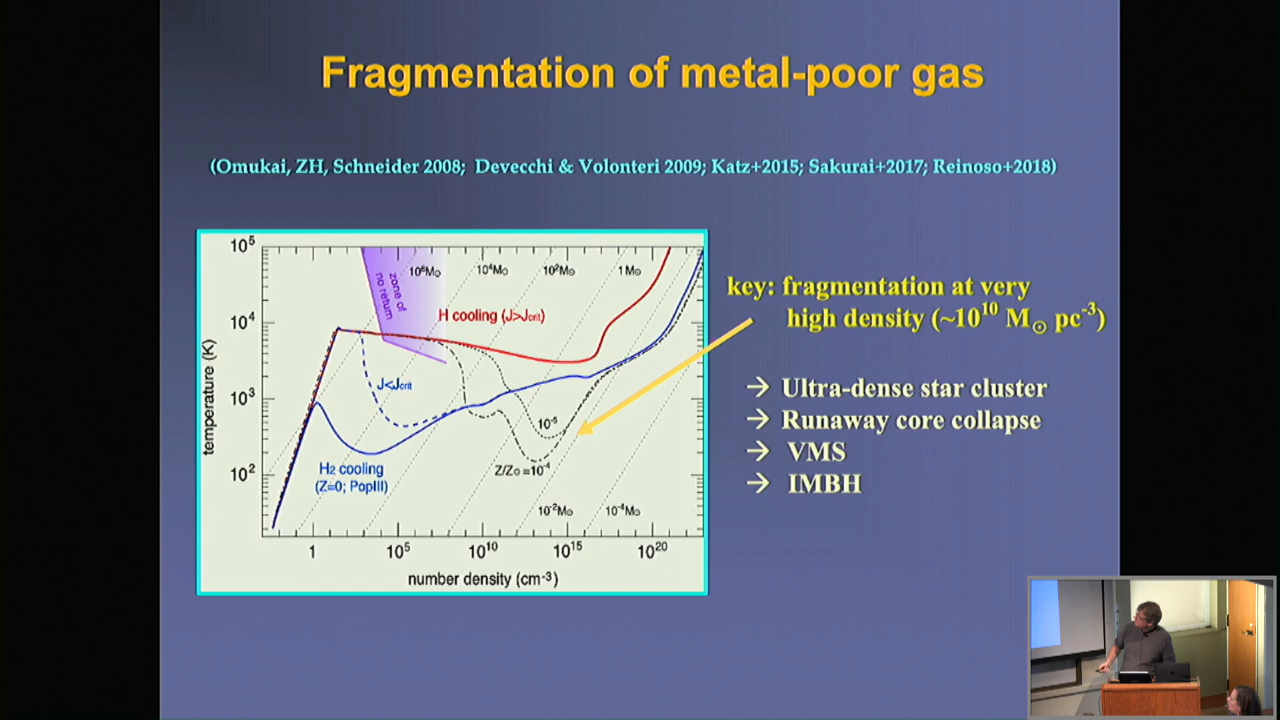 Fragmentation of metal-poor gas
(Omukai, ZH, Schneider 2008; Devecchi & Volonteri 2009; Katz+2015; Sakurai+2017; Reinoso+2018)
10⁵
10⁴
10³
10²
temperature (K)
zone of
no return
10⁶M⊙
10⁴M⊙
10²M⊙
1M⊙
H cooling (J>Jcrit)
J<Jcrit
H₂ cooling
(Z=0; PopIII)
10⁻⁵
Z/Z⊙=10⁻⁴
10⁻²M⊙
10⁻⁴M⊙
1
10⁵
10¹⁰
10¹⁵
10²⁰
number density (cm⁻³)
key: fragmentation at very
high density (~10¹⁰ M⊙ pc⁻³)
→ Ultra-dense star cluster
→ Runaway core collapse
→ VMS
→ IMBH